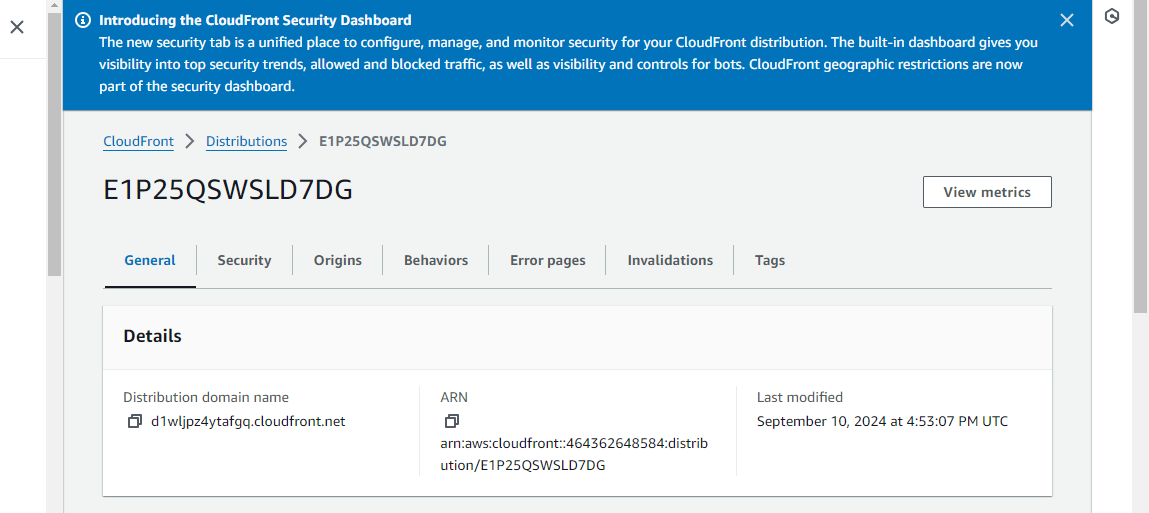 Introducing the CloudFront Security Dashboard
The new security tab is a unified place to configure, manage, and monitor security for your CloudFront distribution. The built-in dashboard gives you
visibility into top security trends, allowed and blocked traffic, as well as visibility and controls for bots. CloudFront geographic restrictions are now
part of the security dashboard.
CloudFront > Distributions > E1P25QSWSLD7DG
E1P25QSWSLD7DG
View metrics
General Security Origins Behaviors Error pages Invalidations Tags
Details
Distribution domain name
d1wljpz4ytafgq.cloudfront.net
ARN
arn:aws:cloudfront::464362648584:distrib
ution/E1P25QSWSLD7DG
Last modified
September 10, 2024 at 4:53:07 PM UTC